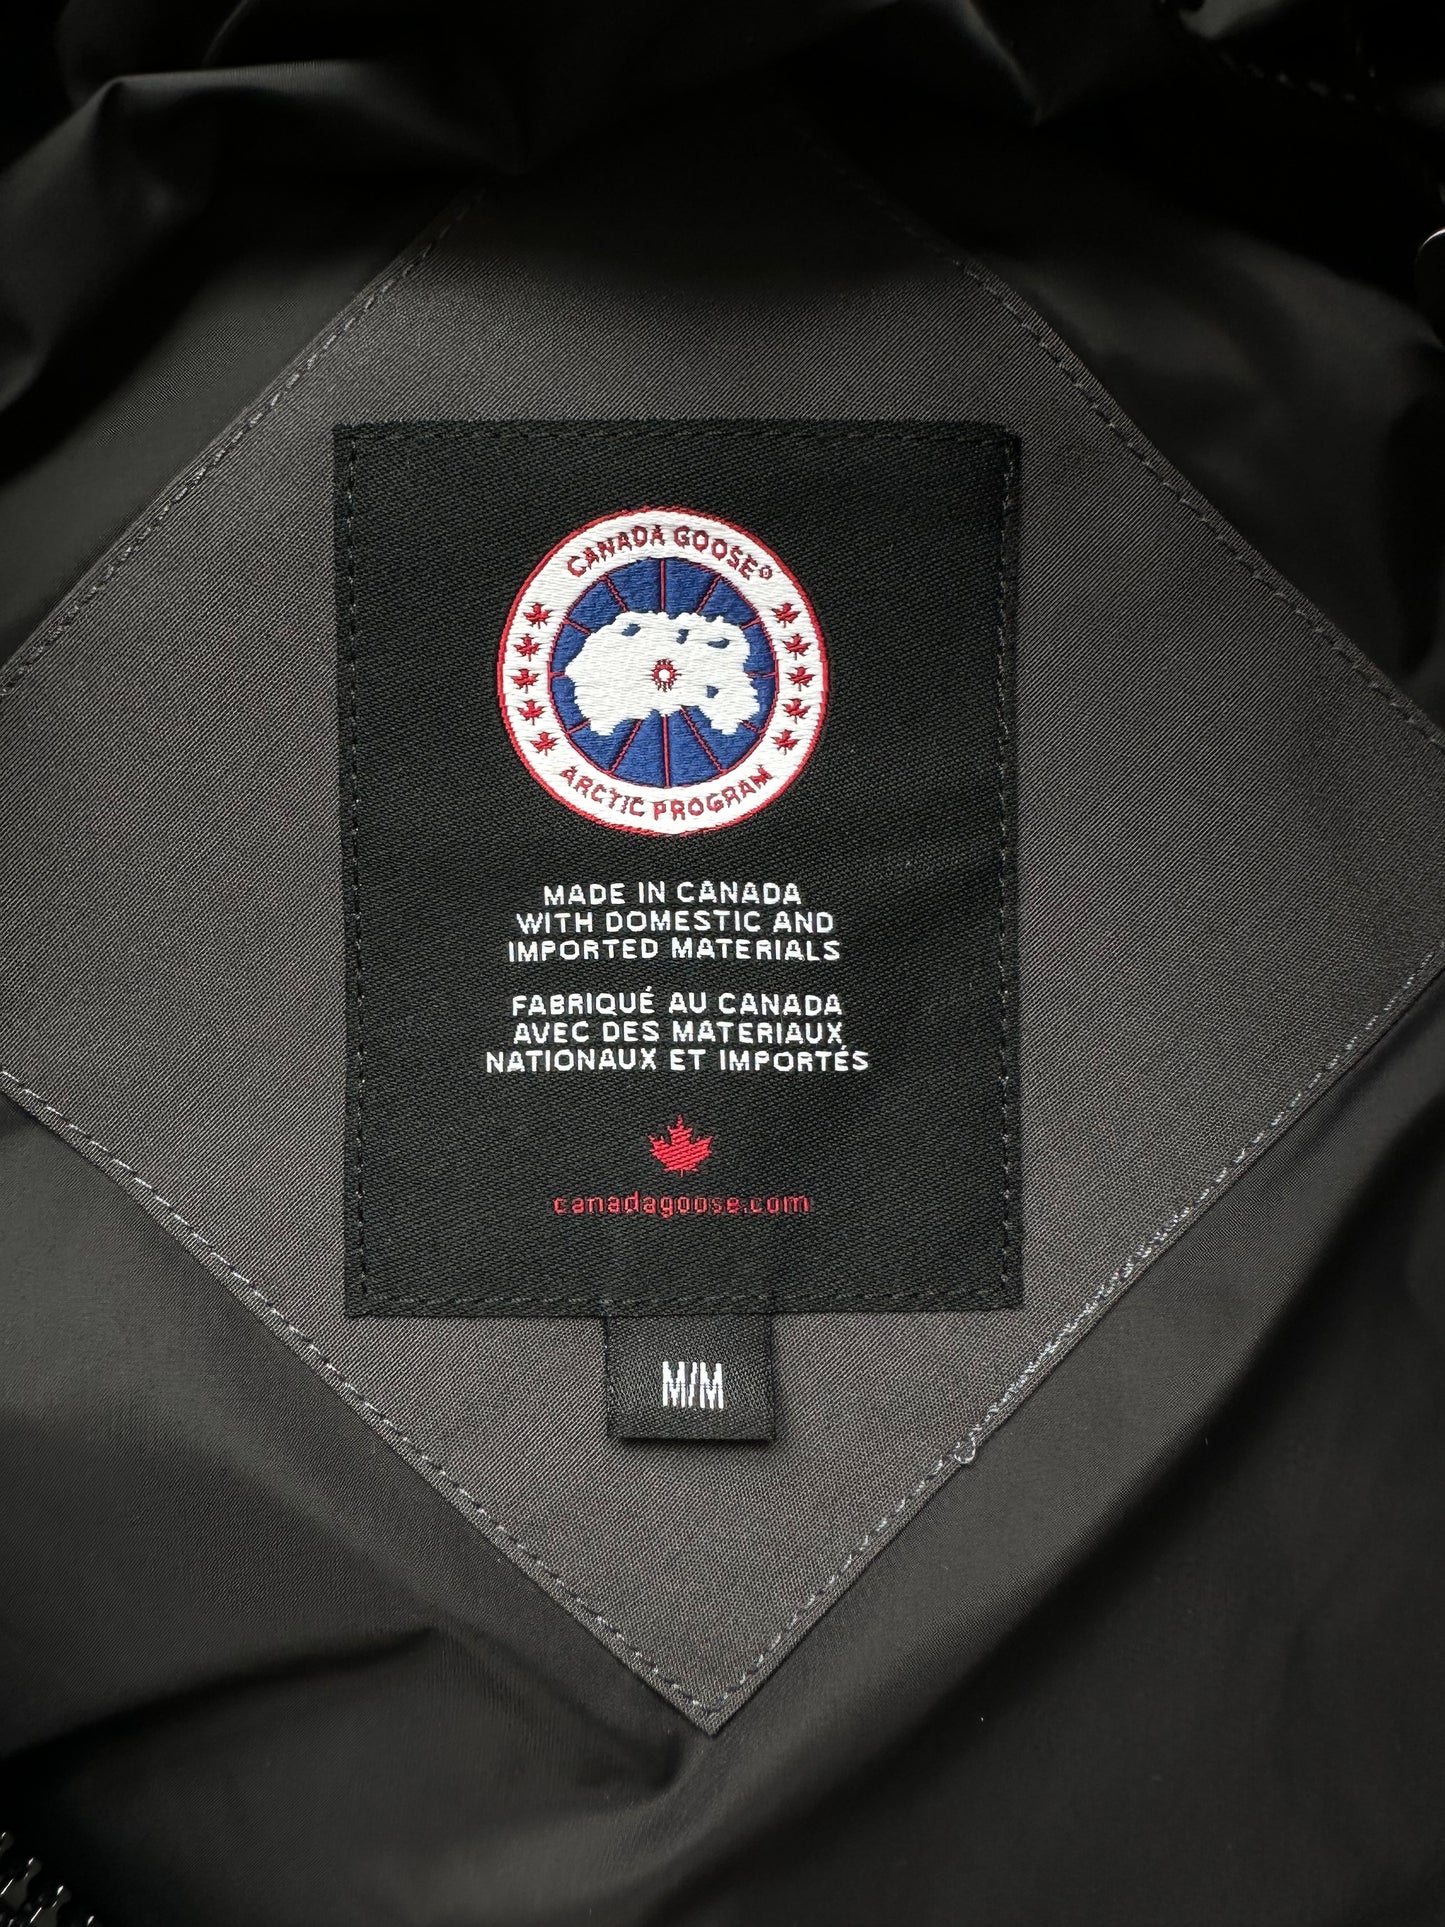 CANADA GOOSE®
ARCTIC PROGRAM
MADE IN CANADA
WITH DOMESTIC AND
IMPORTED MATERIALS
FABRIQUÉ AU CANADA
AVEC DES MATERIAUX
NATIONAUX ET IMPORTÉS
canadagoose.com
M/M